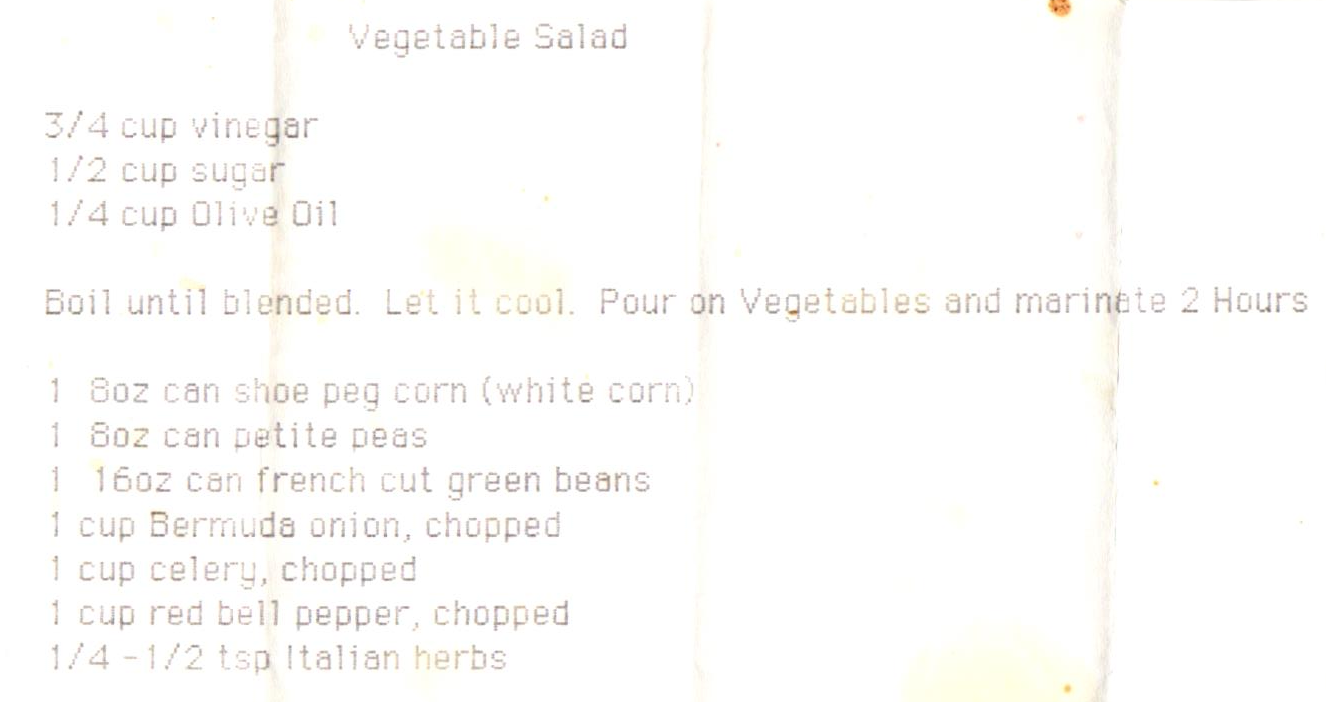 Vegetable Salad
3/4 cup vinegar
1/2 cup sugar
1/4 cup Olive Oil
Boil until blended. Let it cool. Pour on Vegetables and marinate 2 Hours
1 8oz can shoe peg corn (white corn)
1 8oz can petite peas
1 16oz can french cut green beans
1 cup Bermuda onion, chopped
1 cup celery, chopped
1 cup red bell pepper, chopped
1/4 -1/2 tsp Italian herbs